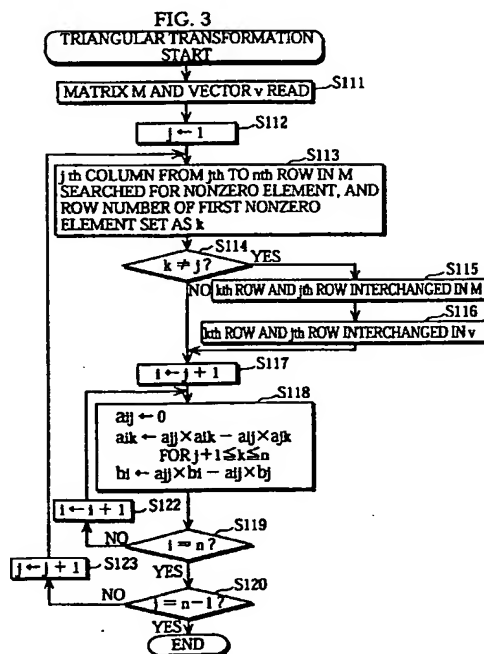 FIG. 3
TRIANGULAR TRANSFORMATION
START
S111
MATRIX M AND VECTOR v READ
S112
j ← 1
S113
j th COLUMN FROM jth TO nth ROW IN M
SEARCHED FOR NONZERO ELEMENT, AND
ROW NUMBER OF FIRST NONZERO
ELEMENT SET AS k
S114
k ≠ j ?
YES
NO
S115
kth ROW AND jth ROW INTERCHANGED IN M
S116
kth ROW AND jth ROW INTERCHANGED IN v
S117
i ← j + 1
S118
aij ← 0
aik ← ajj × aik − aij × ajk
FOR j + 1 ≦ k ≦ n
bi ← ajj × bi − aij × bj
S122
i ← i + 1
S119
i = n ?
NO
YES
S123
j ← j + 1
S120
j = n − 1 ?
NO
YES
END